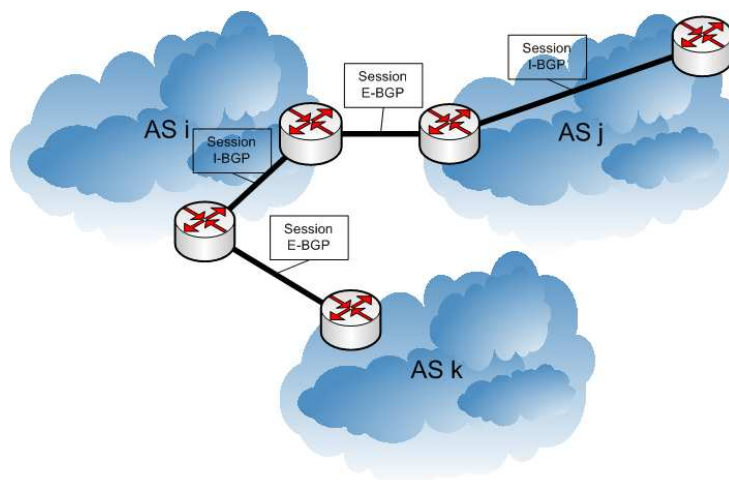 Session
I-BGP
Session
E-BGP
AS i
AS j
Session
I-BGP
Session
E-BGP
AS k